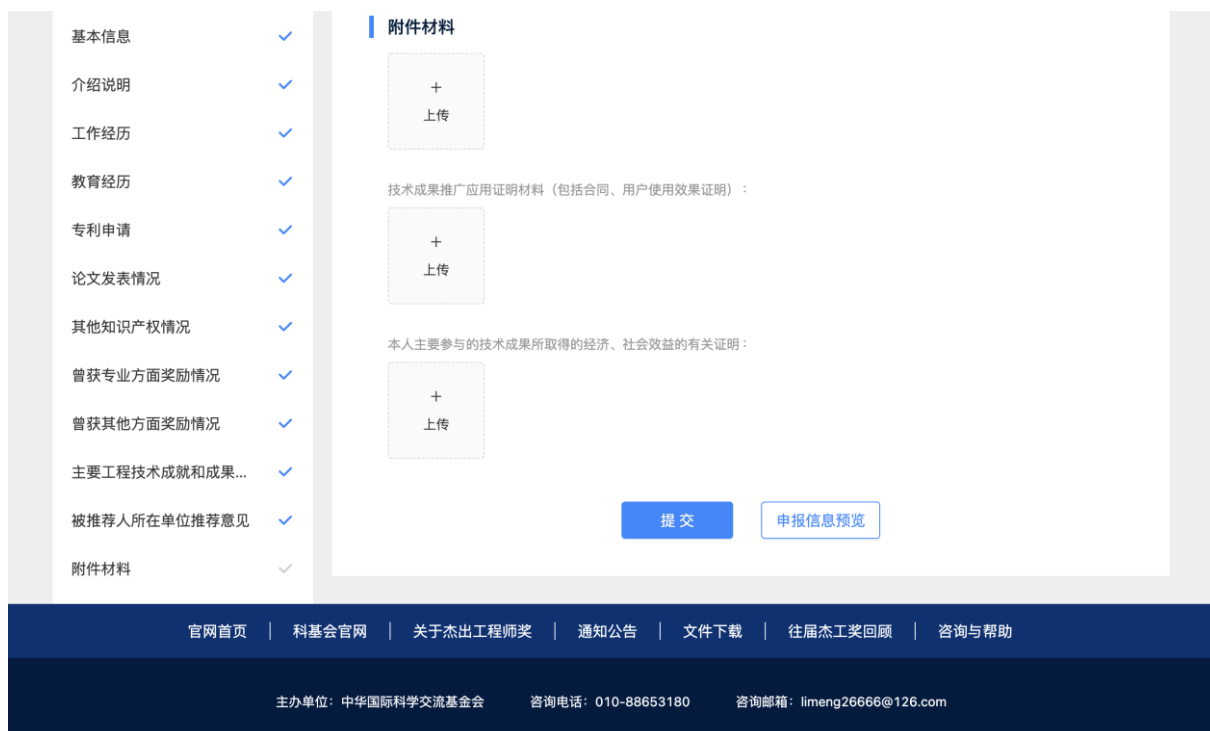 基本信息
介绍说明
工作经历
教育经历
专利申请
论文发表情况
其他知识产权情况
曾获专业方面奖励情况
曾获其他方面奖励情况
主要工程技术成就和成果...
被推荐人所在单位推荐意见
附件材料
附件材料
+
上传
技术成果推广应用证明材料（包括合同、用户使用效果证明）：
+
上传
本人主要参与的技术成果所取得的经济、社会效益的有关证明：
+
上传
提 交 申报信息预览
官网首页 | 科基会官网 | 关于杰出工程师奖 | 通知公告 | 文件下载 | 往届杰工奖回顾 | 咨询与帮助
主办单位：中华国际科学交流基金会 咨询电话：010-88653180 咨询邮箱：limeng26666@126.com